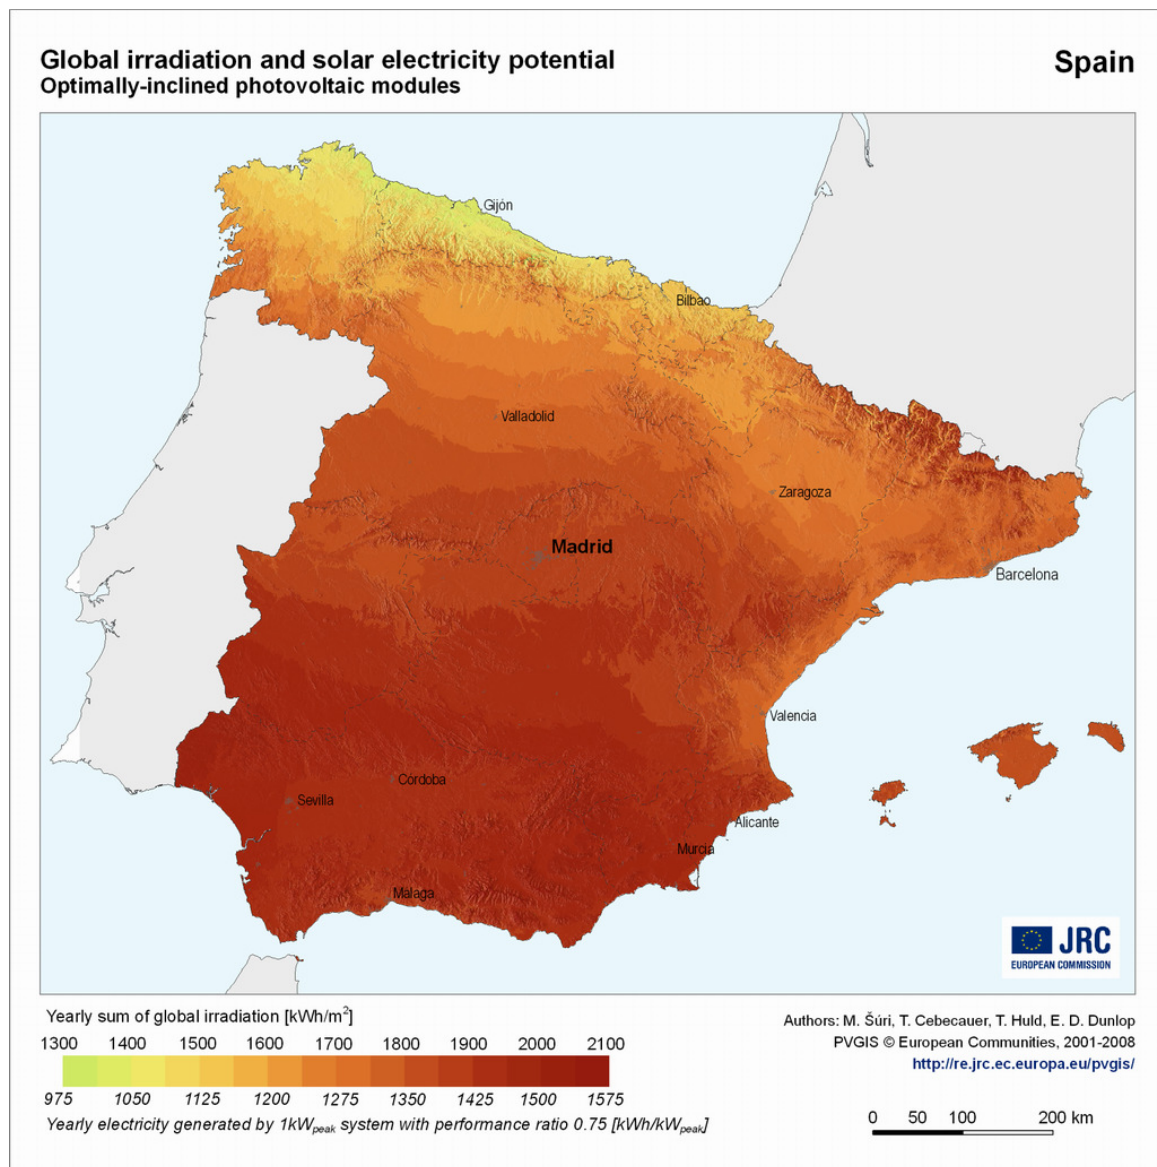 Global irradiation and solar electricity potential
Optimally-inclined photovoltaic modules
Spain
Gijón
Bilbao
Valladolid
Zaragoza
Madrid
Barcelona
Valencia
Córdoba
Sevilla
Alicante
Murcia
Málaga
JRC
EUROPEAN COMMISSION
Yearly sum of global irradiation [kWh/m²]
1300 1400 1500 1600 1700 1800 1900 2000 2100
975 1050 1125 1200 1275 1350 1425 1500 1575
Yearly electricity generated by 1kWpeak system with performance ratio 0.75 [kWh/kWpeak]
Authors: M. Šúri, T. Cebecauer, T. Huld, E. D. Dunlop
PVGIS © European Communities, 2001-2008
http://re.jrc.ec.europa.eu/pvgis/
0 50 100 200 km